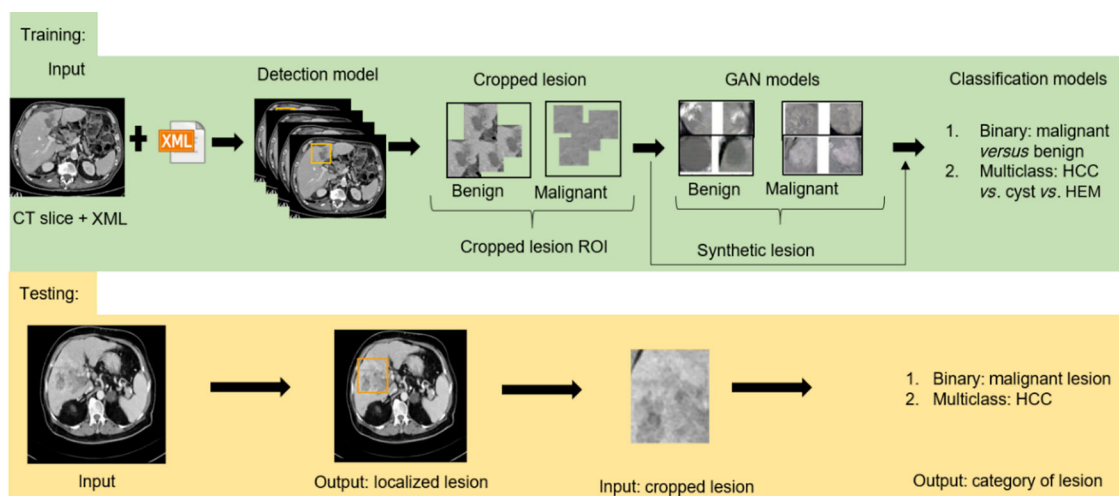 Training:
Input
Detection model
Cropped lesion
GAN models
Classification models
XML
1. Binary: malignant
versus benign
2. Multiclass: HCC
vs. cyst vs. HEM
Benign
Malignant
Benign
Malignant
CT slice + XML
Cropped lesion ROI
Synthetic lesion
Testing:
1. Binary: malignant lesion
2. Multiclass: HCC
Input
Output: localized lesion
Input: cropped lesion
Output: category of lesion